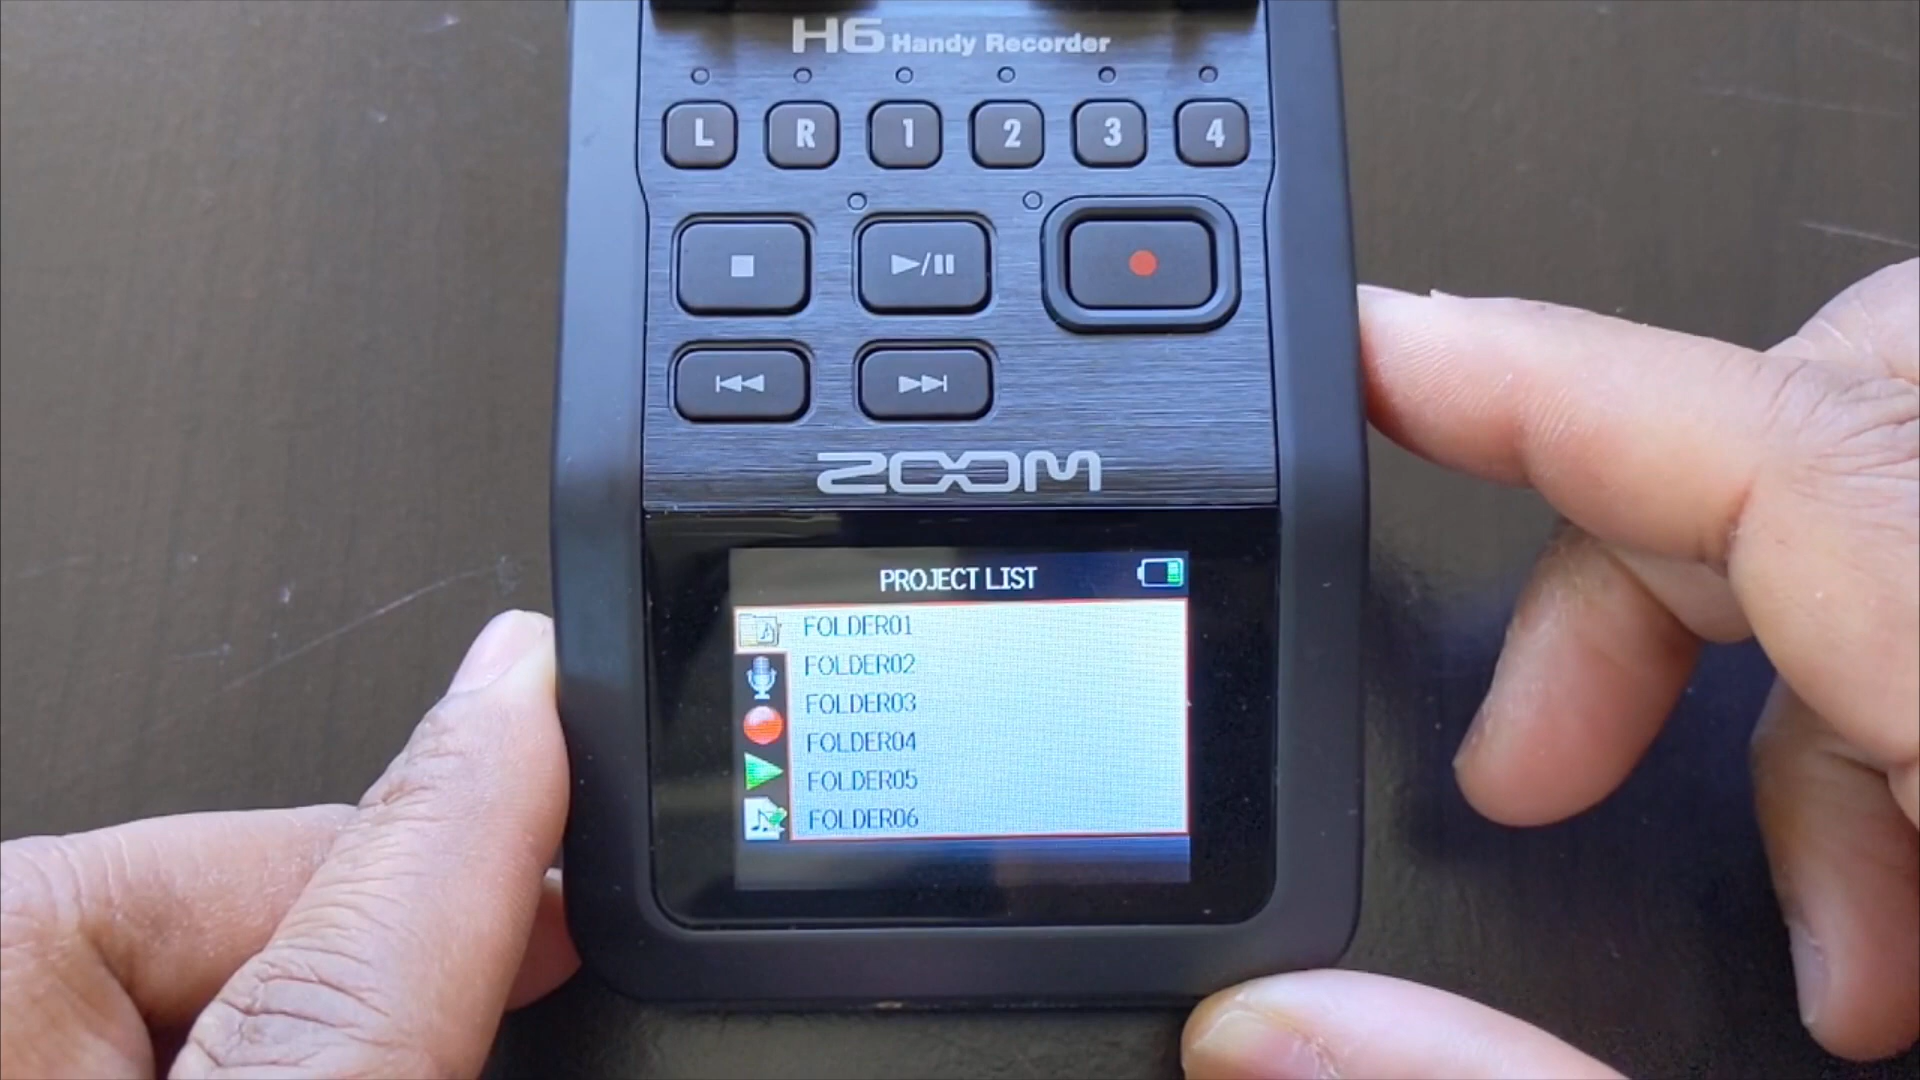 H6 Handy Recorder
L R 1 2 3 4
ZOOM
PROJECT LIST
FOLDER01
FOLDER02
FOLDER03
FOLDER04
FOLDER05
FOLDER06